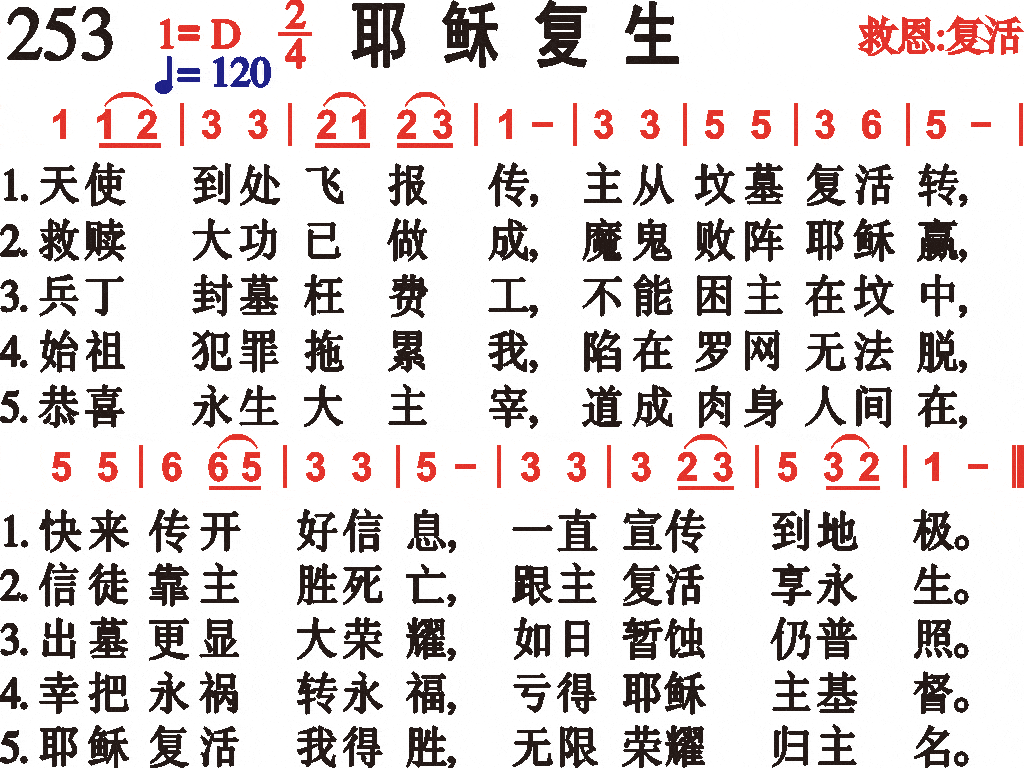 253 1=D 2/4 耶稣复生 救恩:复活
♩=120
1 1 2 | 3 3 | 2 1 2 3 | 1 – | 3 3 | 5 5 | 3 6 | 5 – |
1.天使 到处飞报传, 主从坟墓复活转,
2.救赎 大功已做成, 魔鬼败阵耶稣赢,
3.兵丁 封墓枉费工, 不能困主在坟中,
4.始祖 犯罪拖累我, 陷在罗网无法脱,
5.恭喜 永生大主宰, 道成肉身人间在,
5 5 | 6 6 5 | 3 3 | 5 – | 3 3 | 3 2 3 | 5 3 2 | 1 – ‖
1.快来传开 好信息, 一直宣传 到地极。
2.信徒靠主 胜死亡, 跟主复活 享永生。
3.出墓更显 大荣耀, 如日暂蚀 仍普照。
4.幸把永祸 转永福, 亏得耶稣 主基督。
5.耶稣复活 我得胜, 无限荣耀 归主名。